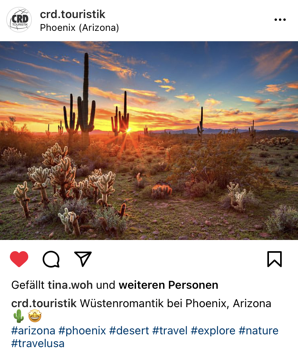 CRD
crd.touristik
Phoenix (Arizona)
Gefällt tina.woh und weiteren Personen
crd.touristik Wüstenromantik bei Phoenix, Arizona
🌵🤩
#arizona #phoenix #desert #travel #explore #nature
#travelusa